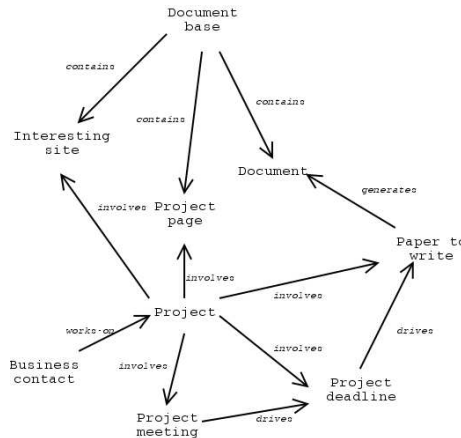 Document
base
contains
contains
contains
Interesting
site
Document
generates
involves
Project
page
Paper to
write
involves
involves
Project
works-on
drives
Business
contact
involves
involves
Project
deadline
Project
meeting
drives